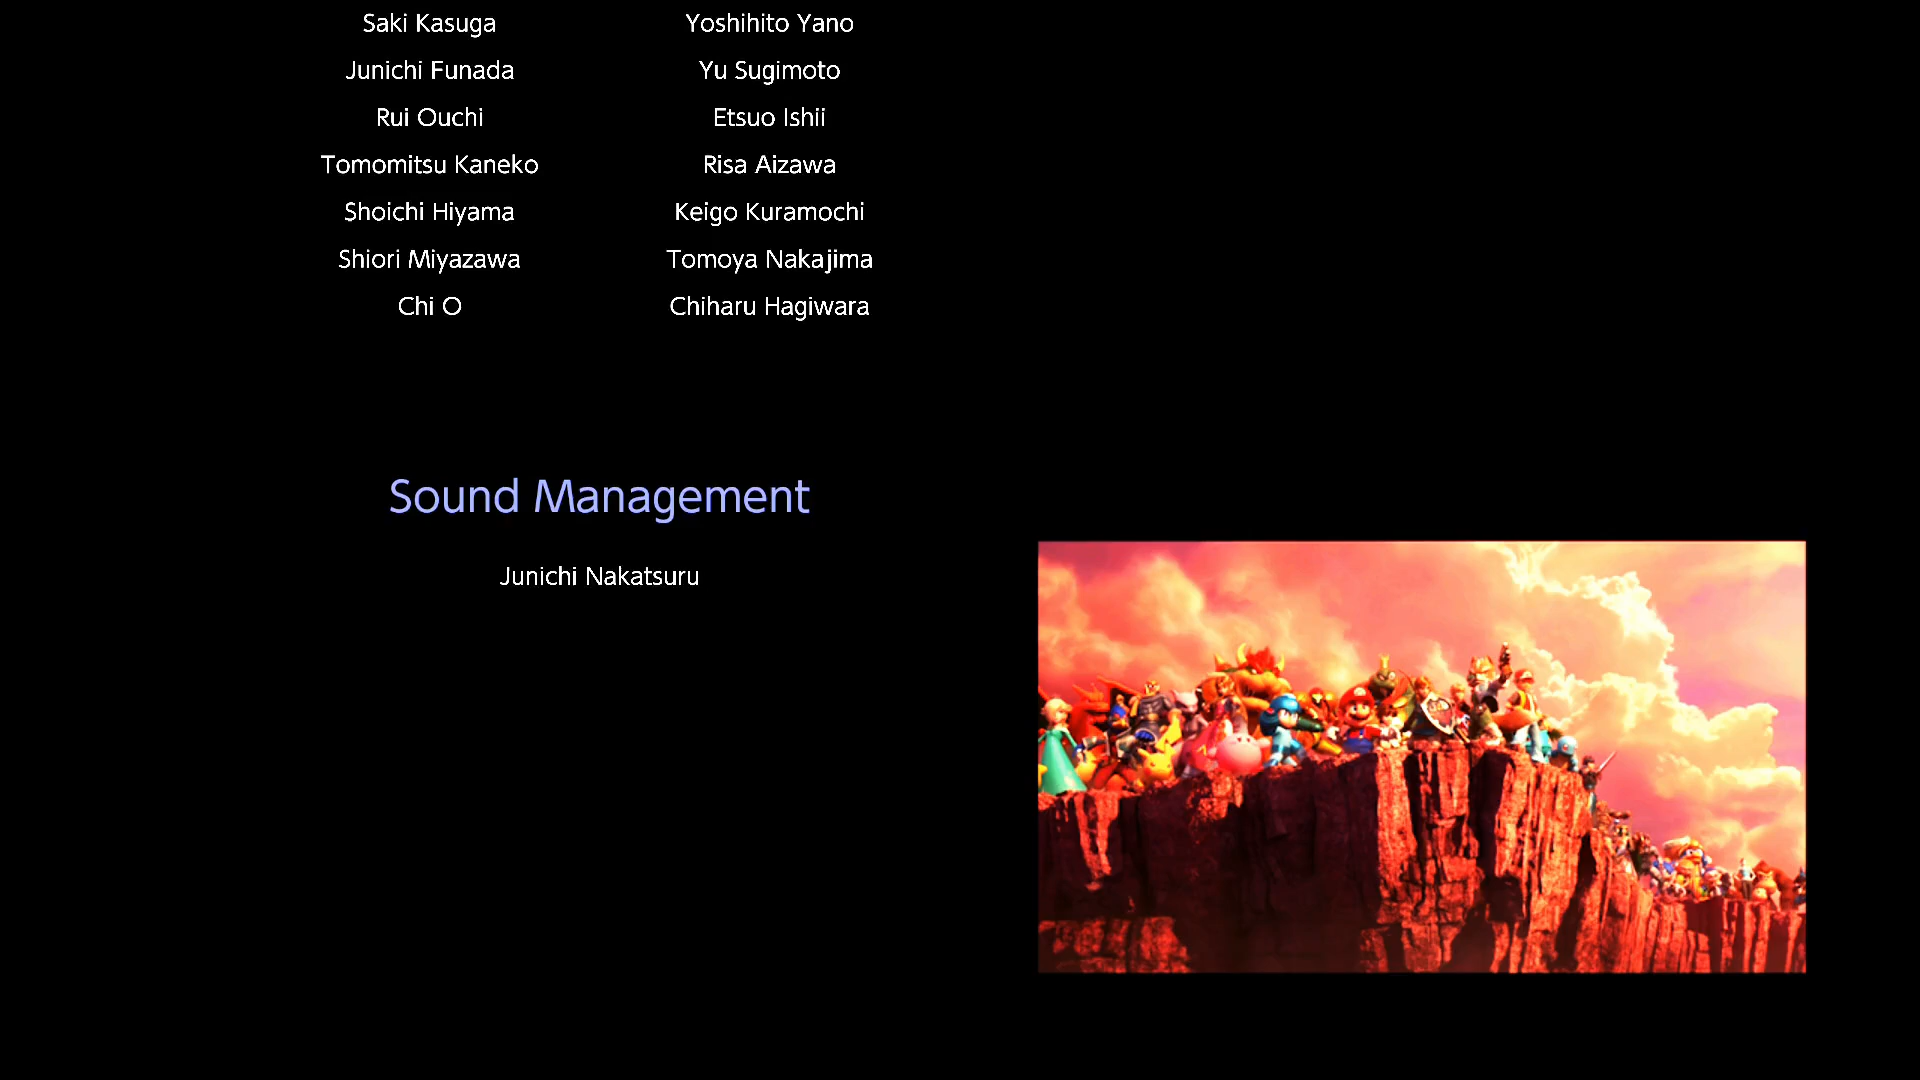 Saki Kasuga Yoshihito Yano
Junichi Funada Yu Sugimoto
Rui Ouchi Etsuo Ishii
Tomomitsu Kaneko Risa Aizawa
Shoichi Hiyama Keigo Kuramochi
Shiori Miyazawa Tomoya Nakajima
Chi O Chiharu Hagiwara
Sound Management
Junichi Nakatsuru